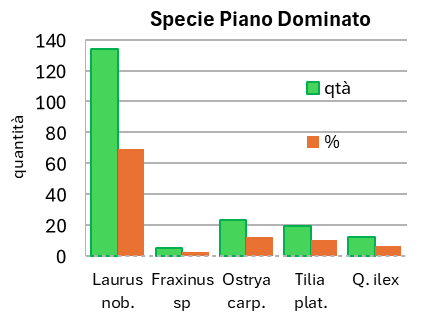 Specie Piano Dominato
140
120
100
80
60
40
20
0
quantità
qtà
%
Laurus nob.
Fraxinus sp
Ostrya carp.
Tilia plat.
Q. ilex